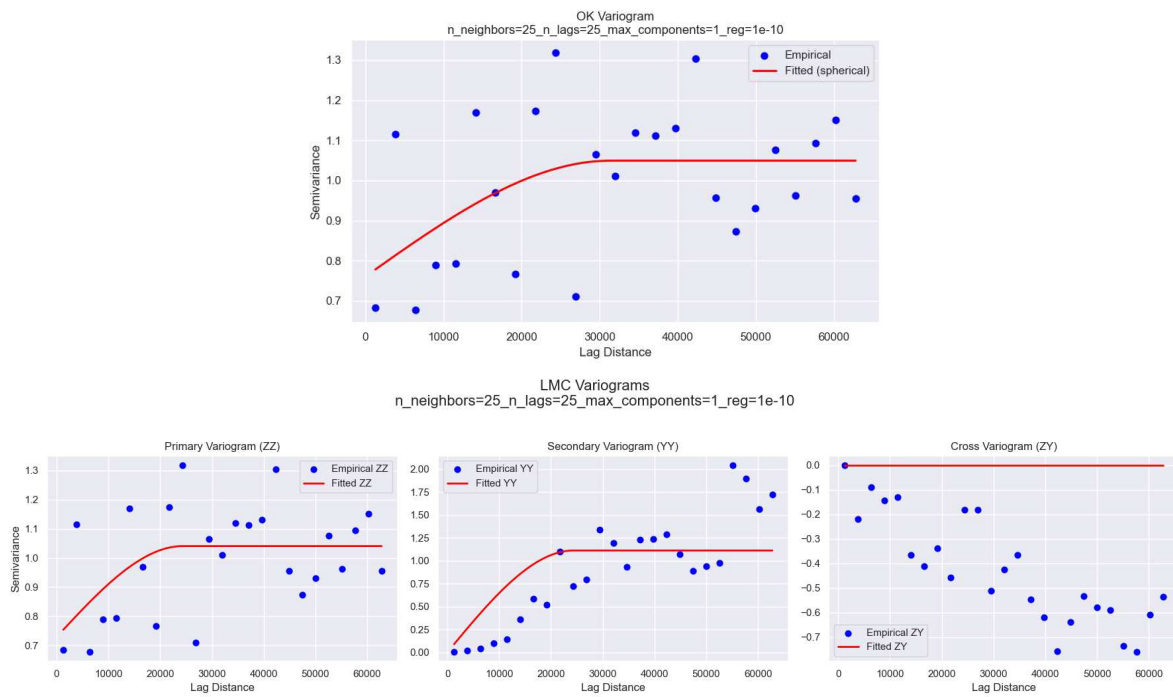 OK Variogram
n_neighbors=25_n_lags=25_max_components=1_reg=1e-10
Empirical
Fitted (spherical)
1.3
1.2
1.1
1.0
0.9
0.8
0.7
Semivariance
0 10000 20000 30000 40000 50000 60000
Lag Distance
LMC Variograms
n_neighbors=25_n_lags=25_max_components=1_reg=1e-10
Primary Variogram (ZZ)
Empirical ZZ
Fitted ZZ
1.3
1.2
1.1
1.0
0.9
0.8
0.7
Semivariance
0 10000 20000 30000 40000 50000 60000
Secondary Variogram (YY)
Empirical YY
Fitted YY
2.00
1.75
1.50
1.25
1.00
0.75
0.50
0.25
0.00
0 10000 20000 30000 40000 50000 60000
Lag Distance
Cross Variogram (ZY)
0.0
−0.1
−0.2
−0.3
−0.4
−0.5
−0.6
−0.7
Empirical ZY
Fitted ZY
0 10000 20000 30000 40000 50000 60000